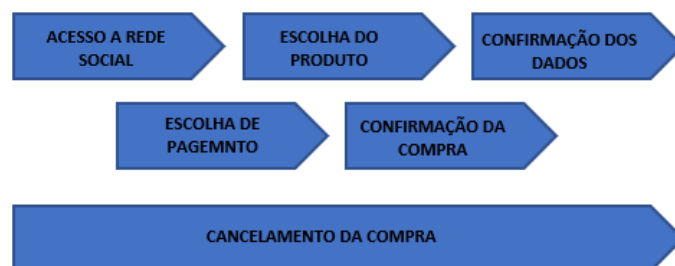 ACESSO A REDE
SOCIAL
ESCOLHA DO
PRODUTO
CONFIRMAÇÃO DOS
DADOS
ESCOLHA DE
PAGEMNTO
CONFIRMAÇÃO DA
COMPRA
CANCELAMENTO DA COMPRA